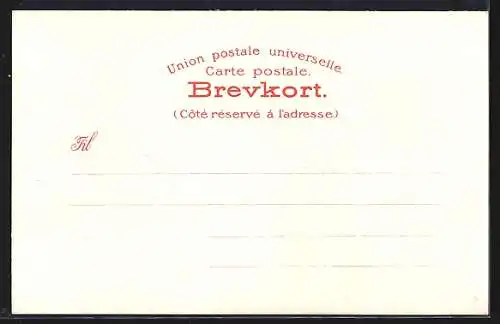 Union postale universelle.
Carte postale.
Brevkort.
(Côté réservé á l'adresse.)
Til